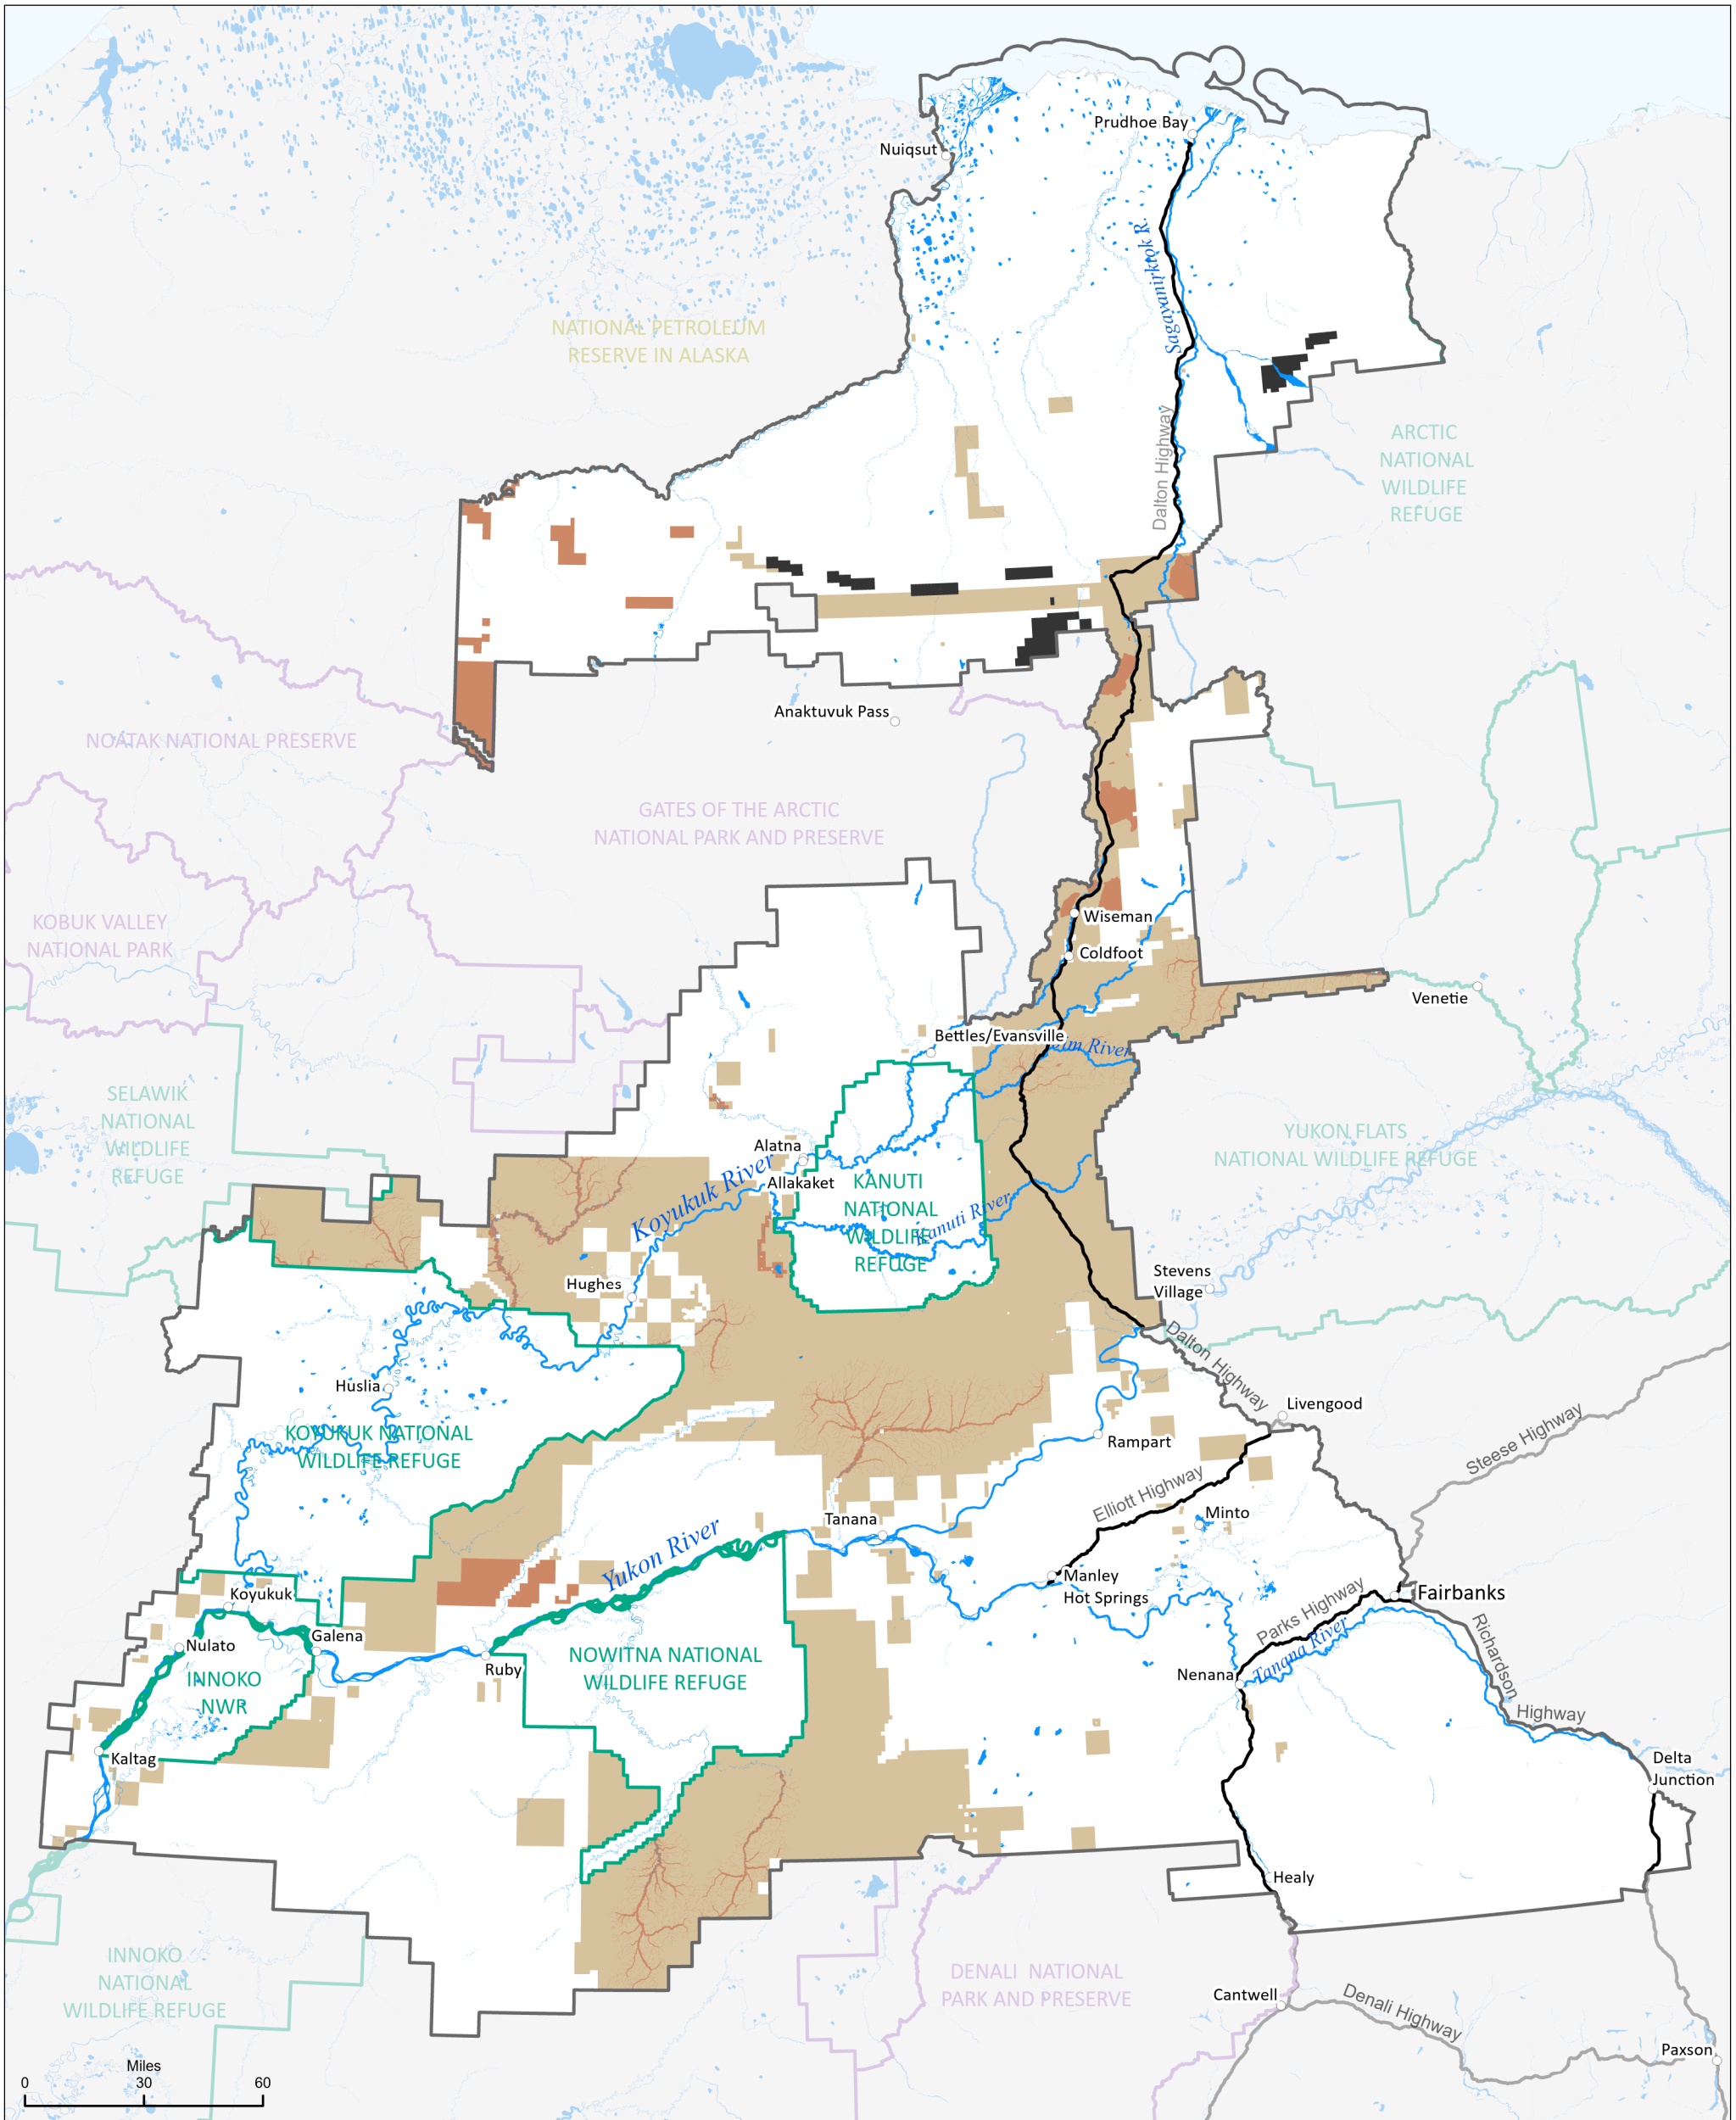 Prudhoe Bay
Nuiqsut
Sagavanirktok R.
NATIONAL PETROLEUM
RESERVE IN ALASKA
Dalton Highway
ARCTIC
NATIONAL
WILDLIFE
REFUGE
Anaktuvuk Pass
NOATAK NATIONAL PRESERVE
GATES OF THE ARCTIC
NATIONAL PARK AND PRESERVE
KOBUK VALLEY
NATIONAL PARK
Wiseman
Coldfoot
Venetie
Bettles/Evansville
River
SELAWIK
NATIONAL
WILDLIFE
REFUGE
YUKON FLATS
NATIONAL WILDLIFE REFUGE
Alatna
Allakaket
Koyukuk River
KANUTI
NATIONAL
WILDLIFE
REFUGE
Kanuti River
Hughes
Stevens
Village
Dalton Highway
Huslia
Livengood
KOYUKUK NATIONAL
WILDLIFE REFUGE
Rampart
Steese Highway
Elliott Highway
Minto
Tanana
Yukon River
Manley
Hot Springs
Koyukuk
Fairbanks
Parks Highway
Tanana River
Richardson
Highway
Nulato
Galena
Ruby
INNOKO
NWR
NOWITNA NATIONAL
WILDLIFE REFUGE
Nenana
Kaltag
Delta
Junction
Healy
INNOKO
NATIONAL
WILDLIFE REFUGE
DENALI NATIONAL
PARK AND PRESERVE
Cantwell
Denali Highway
Paxson
Miles
0 30 60